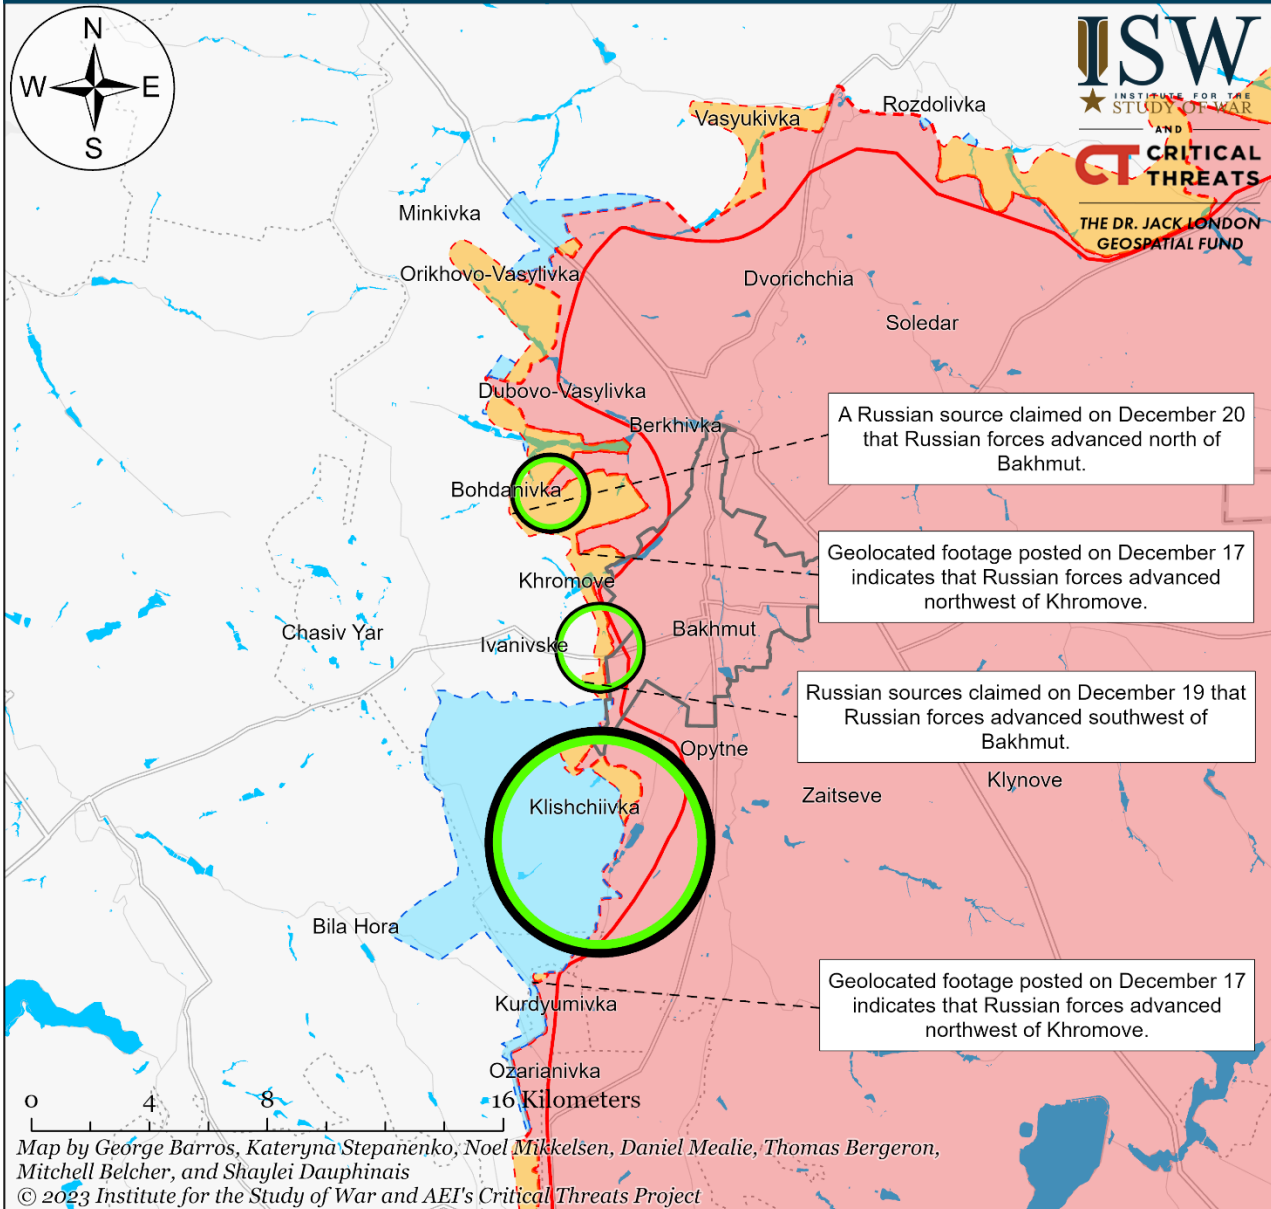 N
W
E
S
ISW
INSTITUTE FOR THE
STUDY OF WAR
AND
CT CRITICAL
THREATS
THE DR. JACK LONDON
GEOSPATIAL FUND
Vasyukivka
Rozdolivka
Minkivka
Orikhovo-Vasylivka
Dvorichchia
Soledar
Dubovo-Vasylivka
Berkhivka
A Russian source claimed on December 20
that Russian forces advanced north of
Bakhmut.
Bohdanivka
Geolocated footage posted on December 17
indicates that Russian forces advanced
northwest of Khromove.
Khromove
Chasiv Yar
Ivanivske
Bakhmut
Russian sources claimed on December 19 that
Russian forces advanced southwest of
Bakhmut.
Opytne
Klynove
Zaitseve
Klishchiivka
Bila Hora
Geolocated footage posted on December 17
indicates that Russian forces advanced
northwest of Khromove.
Kurdyumivka
Ozarianivka
0 4 8 16 Kilometers
Map by George Barros, Kateryna Stepanenko, Noel Mikkelsen, Daniel Mealie, Thomas Bergeron,
Mitchell Belcher, and Shaylei Dauphinais
© 2023 Institute for the Study of War and AEI's Critical Threats Project